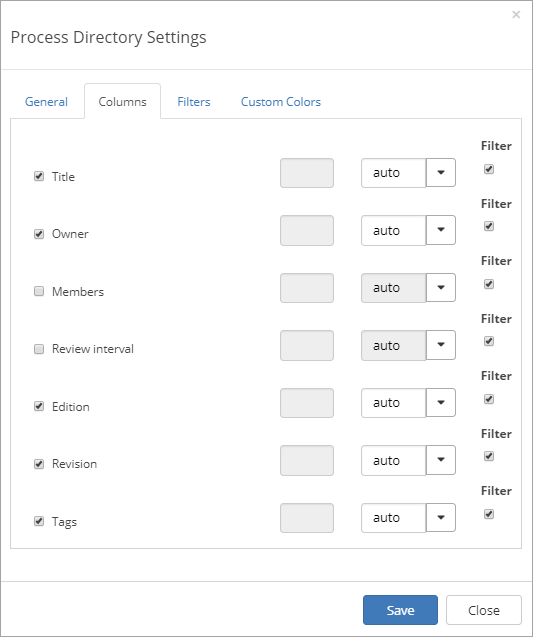 ×
Process Directory Settings
General Columns Filters Custom Colors
Filter
Title auto
Filter
Owner auto
Filter
Members auto
Filter
Review interval auto
Filter
Edition auto
Filter
Revision auto
Filter
Tags auto
Save Close